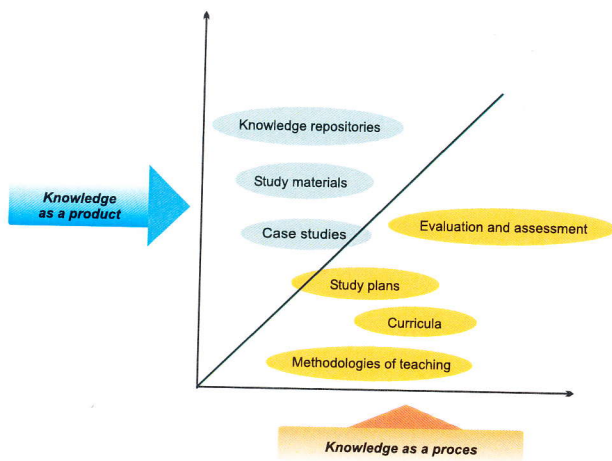 Knowledge repositories
Study materials
Knowledge
as a product
Case studies
Evaluation and assessment
Study plans
Curricula
Methodologies of teaching
Knowledge as a proces